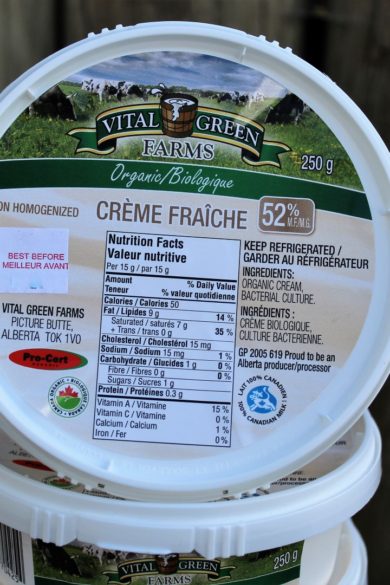 VITAL GREEN
FARMS
250 g
Organic/Biologique
ON HOMOGENIZED
CRÈME FRAÎCHE 52% M.F./M.G.
BEST BEFORE
MEILLEUR AVANT
VITAL GREEN FARMS
PICTURE BUTTE,
ALBERTA T0K 1V0
Pro-Cert
CANADA ORGANIC BIOLOGIQUE
Nutrition Facts
Valeur nutritive
Per 15 g / par 15 g
Amount % Daily Value
Teneur % valeur quotidienne
Calories / Calories 50
Fat / Lipides 9 g 14 %
Saturated / saturés 7 g
+ Trans / trans 0 g 35 %
Cholesterol / Cholestérol 15 mg
Sodium / Sodium 15 mg 1 %
Carbohydrate / Glucides 1 g 0 %
Fibre / Fibres 0 g 0 %
Sugars / Sucres 1 g
Protein / Protéines 0.3 g
Vitamin A / Vitamine 15 %
Vitamin C / Vitamine 0 %
Calcium / Calcium 1 %
Iron / Fer 0 %
KEEP REFRIGERATED /
GARDER AU RÉFRIGÉRATEUR
INGREDIENTS:
ORGANIC CREAM,
BACTERIAL CULTURE.
INGRÉDIENTS :
CRÈME BIOLOGIQUE,
CULTURE BACTERIENNE.
GP 2005 619 Proud to be an
Alberta producer/processor
LAIT 100% CANADIEN
100% CANADIAN MILK
VITAL GREEN
FARMS
250 g